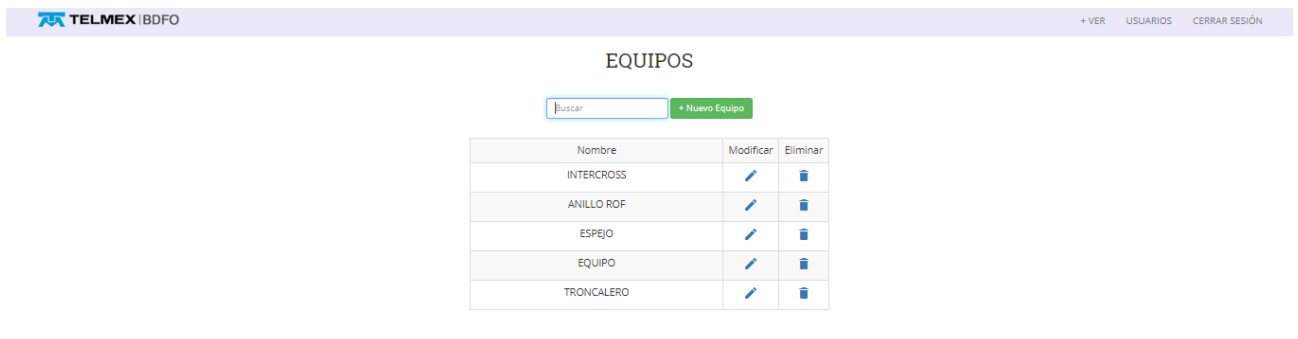 TELMEX | BDFO + VER USUARIOS CERRAR SESIÓN
EQUIPOS
Buscar + Nuevo Equipo
Nombre Modificar Eliminar
INTERCROSS
ANILLO ROF
ESPEJO
EQUIPO
TRONCALERO